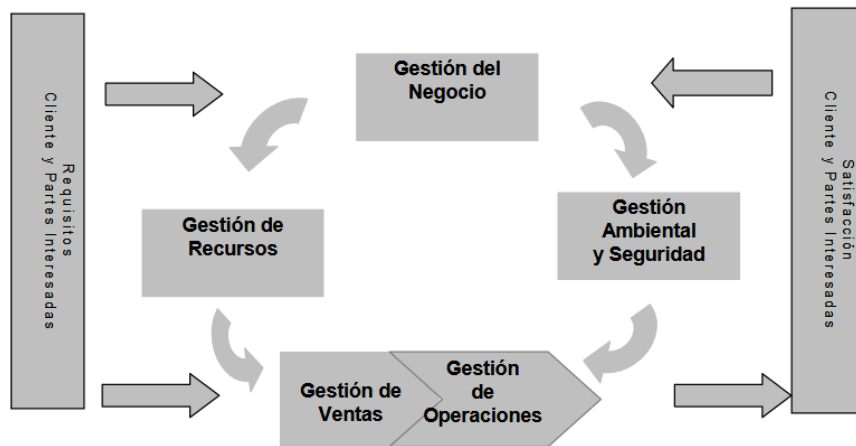 Requisitos
Cliente y Partes Interesadas
Gestión del
Negocio
Gestión de
Recursos
Gestión
Ambiental
y Seguridad
Gestión de
Ventas
Gestión
de
Operaciones
Satisfacción
Cliente y Partes Interesadas